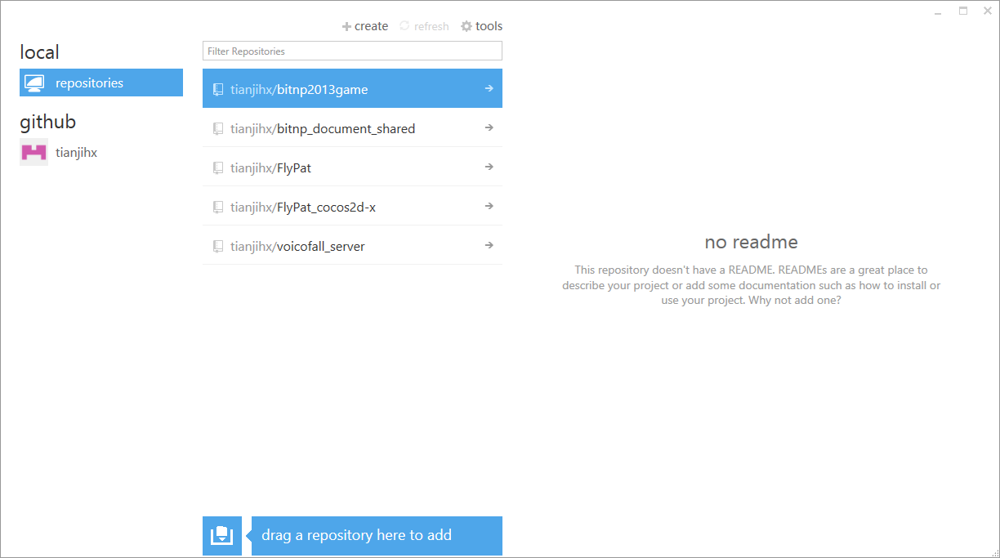 create refresh tools
local
Filter Repositories
repositories
tianjihx/bitnp2013game
github
tianjihx/bitnp_document_shared
tianjihx
tianjihx/FlyPat
tianjihx/FlyPat_cocos2d-x
tianjihx/voicofall_server
no readme
This repository doesn't have a README. READMEs are a great place to
describe your project or add some documentation such as how to install or
use your project. Why not add one?
drag a repository here to add